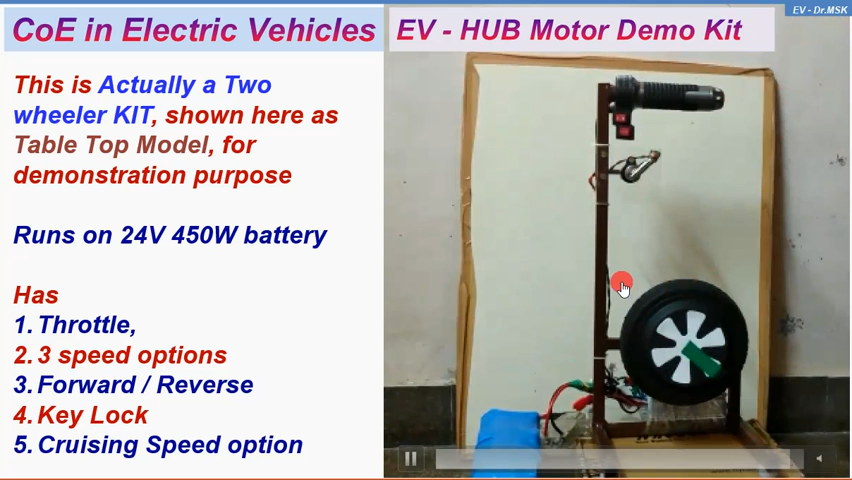 EV - Dr.MSK
CoE in Electric Vehicles
EV - HUB Motor Demo Kit
This is Actually a Two
wheeler KIT, shown here as
Table Top Model, for
demonstration purpose
Runs on 24V 450W battery
Has
1. Throttle,
2. 3 speed options
3. Forward / Reverse
4. Key Lock
5. Cruising Speed option